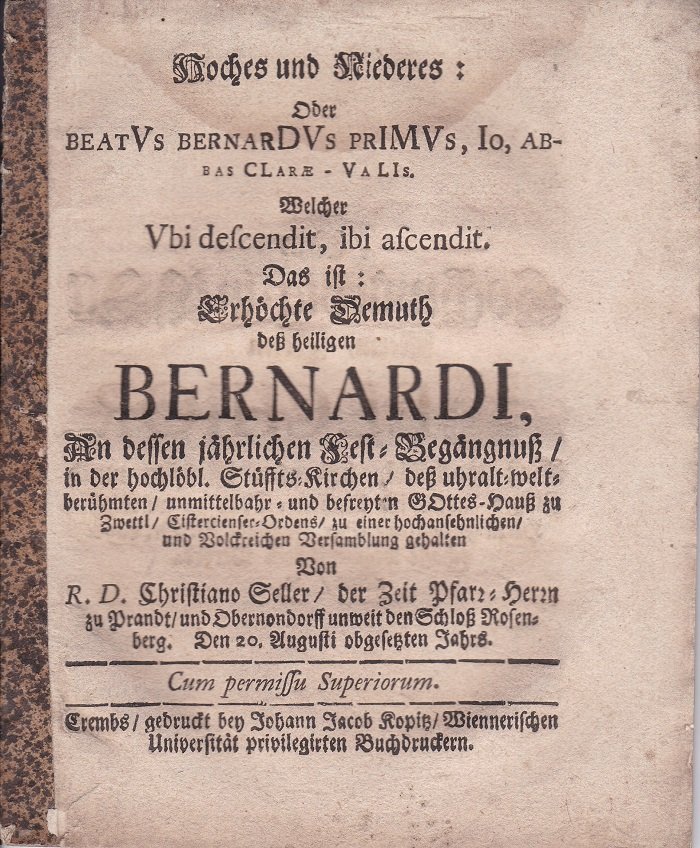 Hoches und Niederes :
Oder
BEATVs BERNARDVs PRIMVs, Io, AB-
BAS CLARÆ - VALIs.
Welcher
Vbi deſcendit, ibi aſcendit.
Das iſt :
Erhöchte Demuth
deß heiligen
BERNARDI,
An deſſen jährlichen Feſt-Begängnuß /
in der hochlöbl. Stüffts-Kirchen / deß uhralt-welt-
berühmten / unmittelbahr- und befreyt n GOttes-Hauß zu
Zwettl / Ciſtercienſer-Ordens / zu einer hochanſehnlichen /
und Volckreichen Verſamblung gehalten
Von
R. D. Chriſtiano Seller / der Zeit Pfarr-Herrn
zu Prandt / und Obernondorff unweit den Schloß Roſen-
berg. Den 20. Auguſti obgeſetzten Jahrs.
Cum permiſſu Superiorum.
Crembs / gedruckt bey Johann Jacob Kopitz / Wienneriſchen
Univerſität privilegirten Buchdruckern.